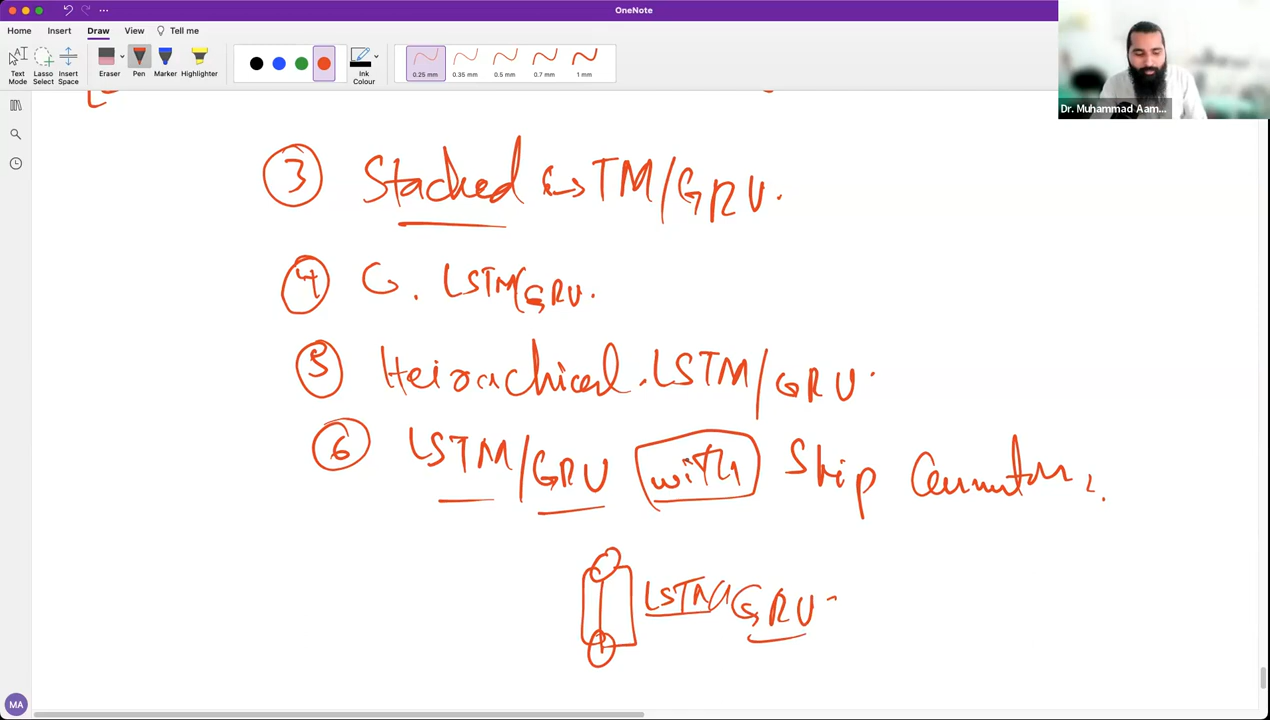 OneNote
Home Insert Draw View Tell me
Text Mode Lasso Select Insert Space Eraser Pen Marker Highlighter Ink Colour 0.25 mm 0.35 mm 0.5 mm 0.7 mm 1 mm
Dr. Muhammad Aam...
3 Stacked LSTM/GRU.
4 C. LSTM/GRU.
5 Heirachical. LSTM/GRU.
6 LSTM/GRU with Skip
LSTM/GRU
MA